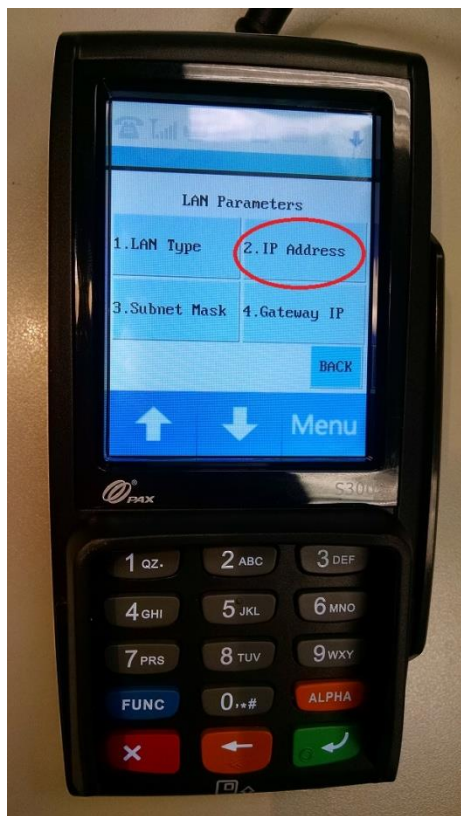 LAN Parameters
1.LAN Type 2.IP Address
3.Subnet Mask 4.Gateway IP
BACK
Menu
PAX S300
1 QZ. 2 ABC 3 DEF
4 GHI 5 JKL 6 MNO
7 PRS 8 TUV 9 WXY
FUNC 0,*# ALPHA